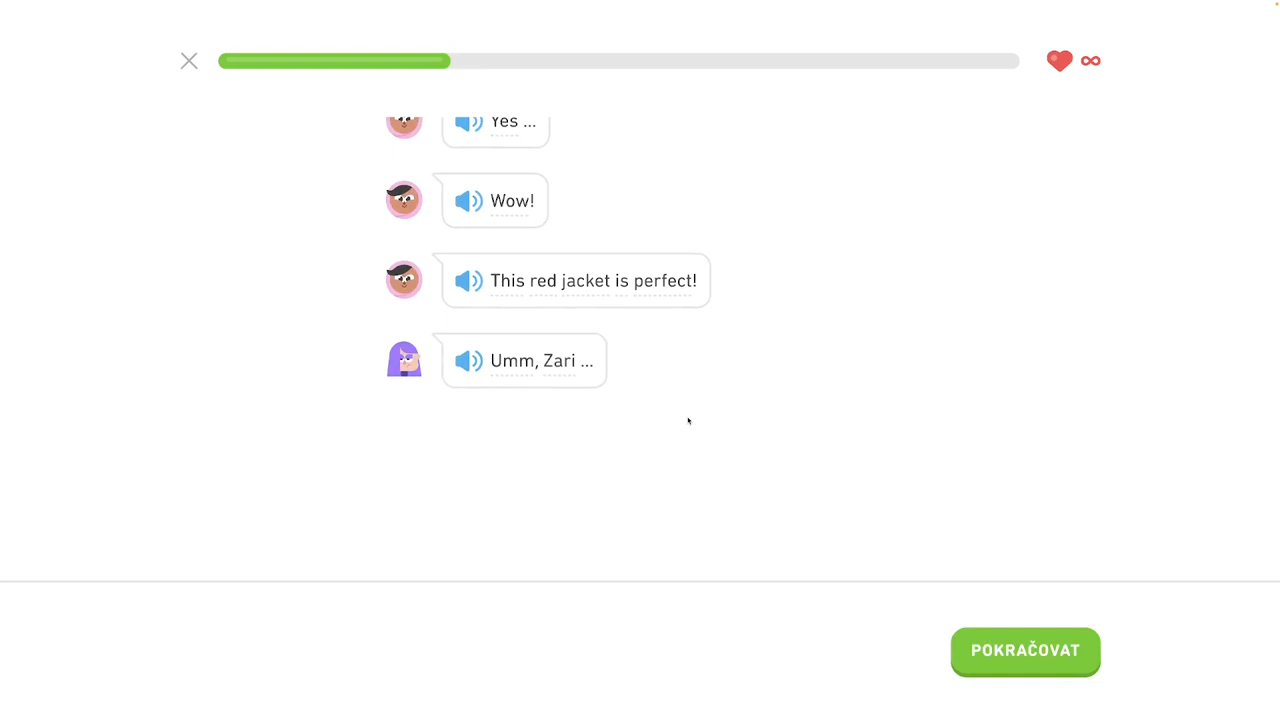 Yes ...
Wow!
This red jacket is perfect!
Umm, Zari ...
POKRAČOVAT